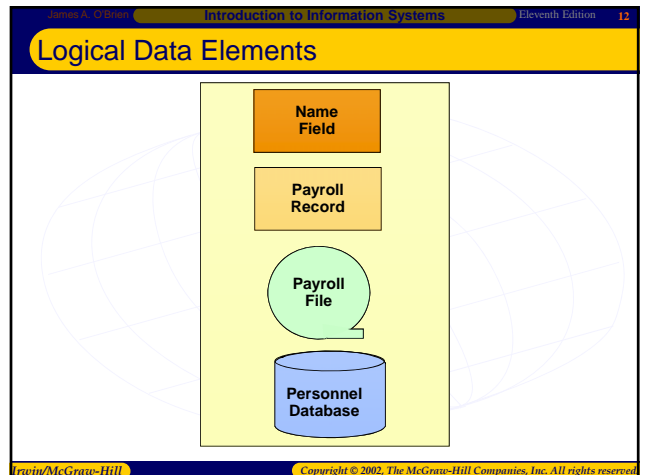 James A. O'Brien Introduction to Information Systems Eleventh Edition 12
Logical Data Elements
Name
Field
Payroll
Record
Payroll
File
Personnel
Database
Irwin/McGraw-Hill Copyright © 2002, The McGraw-Hill Companies, Inc. All rights reserved